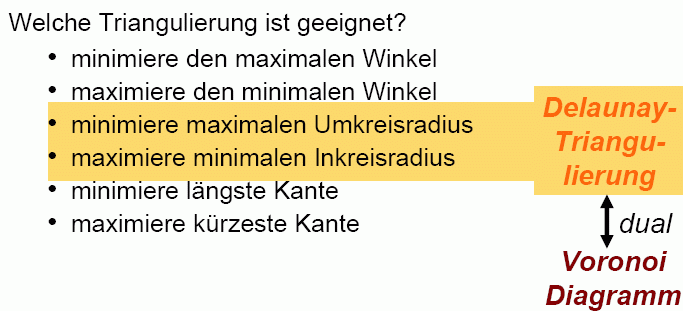 Welche Triangulierung ist geeignet?
• minimiere den maximalen Winkel
• maximiere den minimalen Winkel
• minimiere maximalen Umkreisradius
• maximiere minimalen Inkreisradius
• minimiere längste Kante
• maximiere kürzeste Kante
Delaunay-
Triangu-
lierung
dual
Voronoi
Diagramm